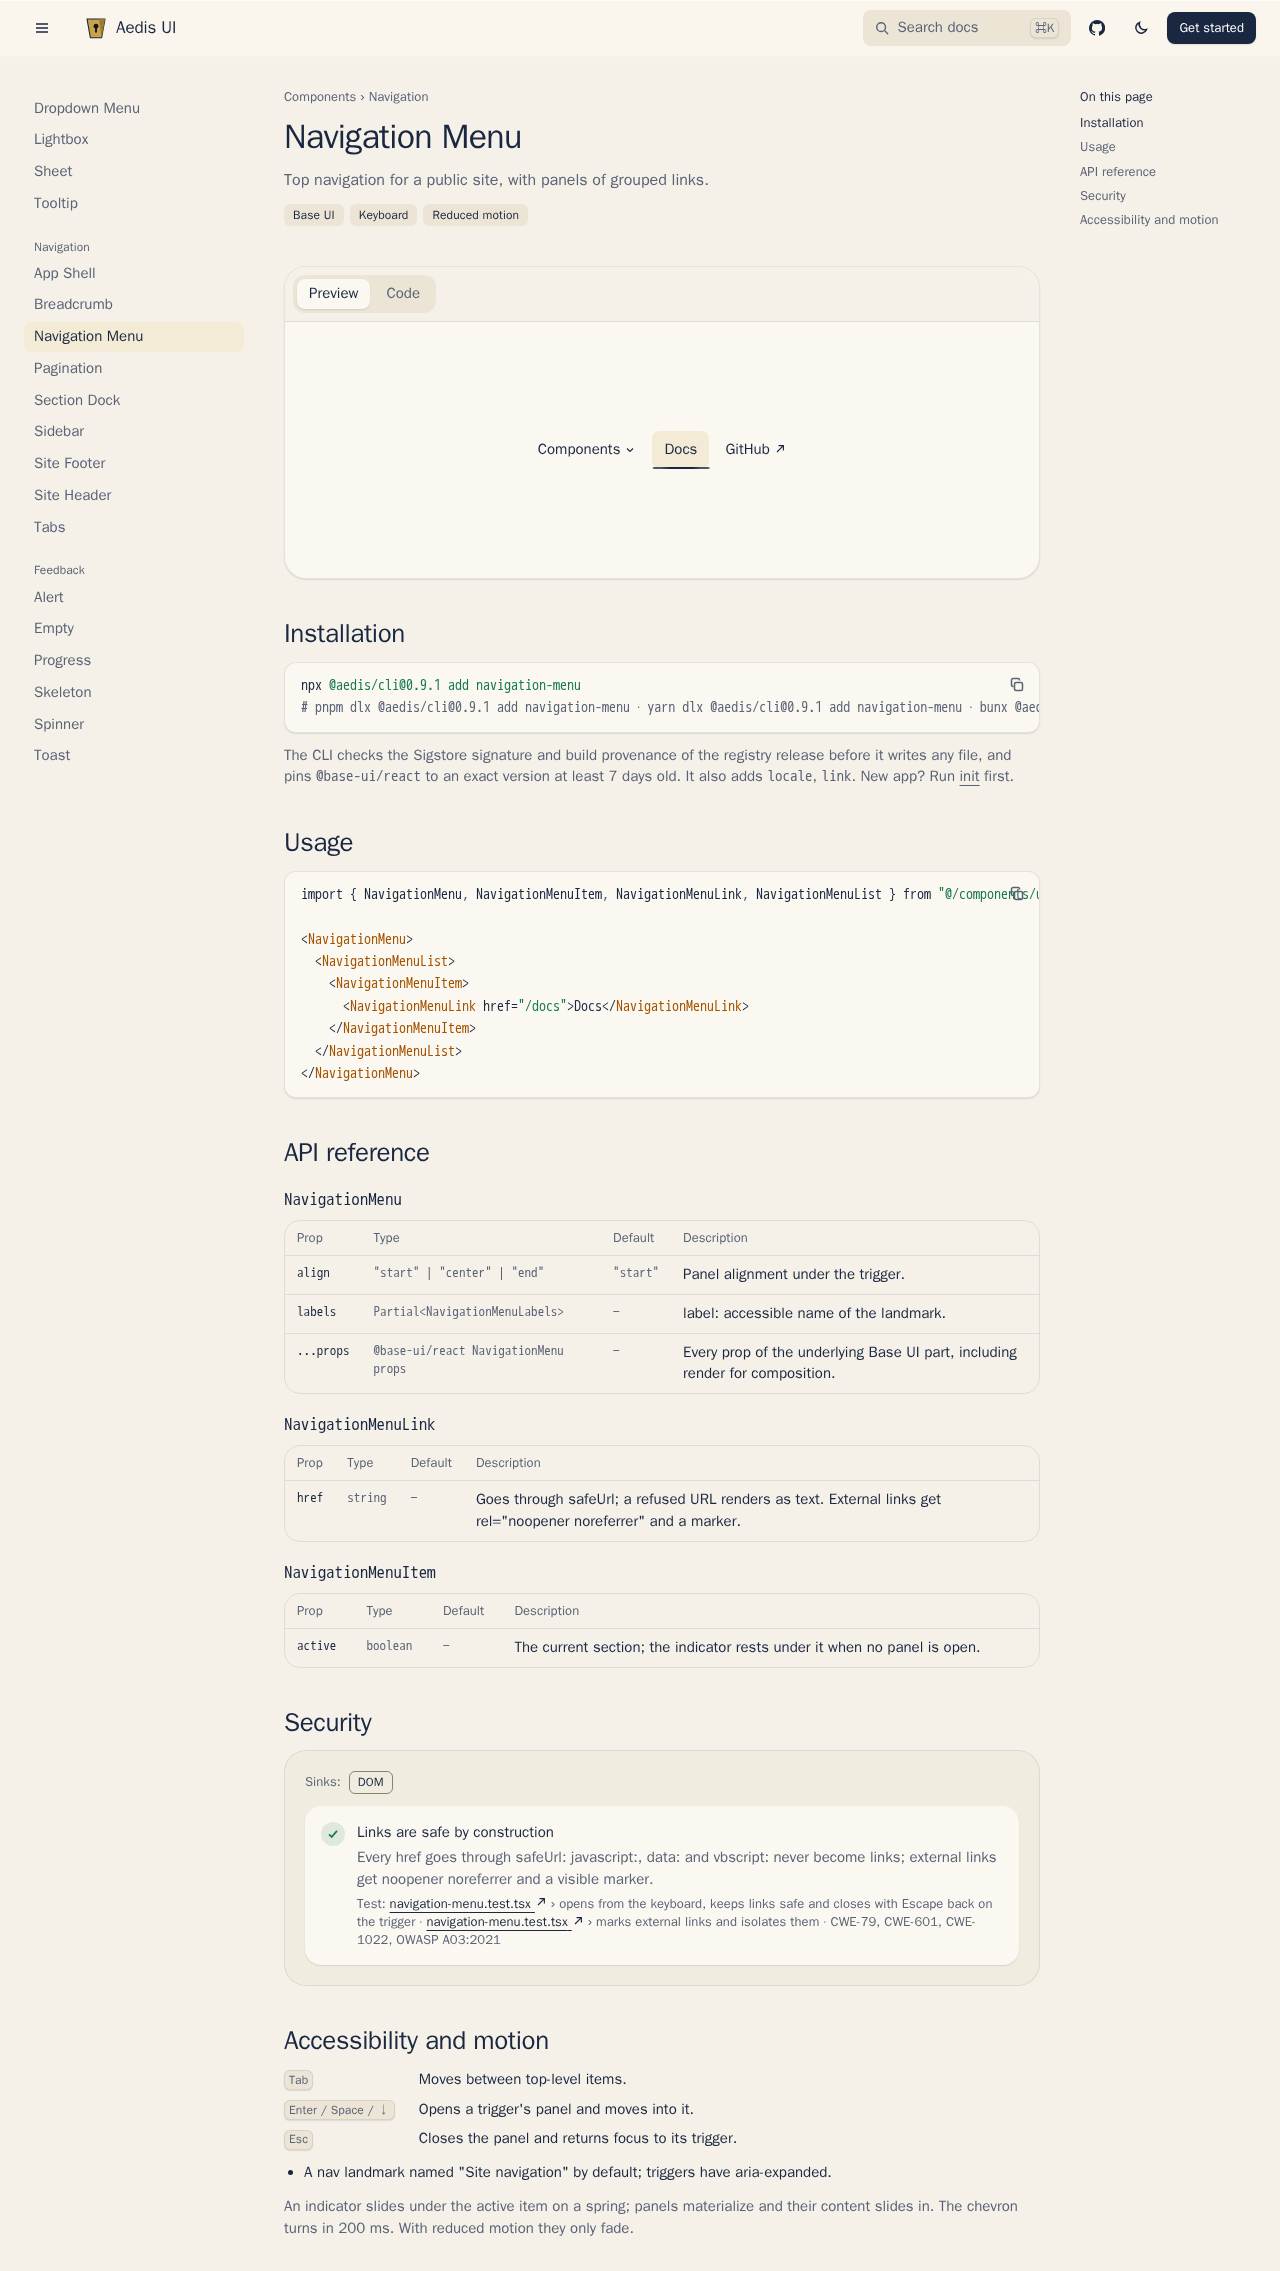 Aedis UI
Search docs
⌘K
Get started
Dropdown Menu
Lightbox
Sheet
Tooltip
Navigation
App Shell
Breadcrumb
Navigation Menu
Pagination
Section Dock
Sidebar
Site Footer
Site Header
Tabs
Feedback
Alert
Empty
Progress
Skeleton
Spinner
Toast
Components › Navigation
Navigation Menu
Top navigation for a public site, with panels of grouped links.
Base UI
Keyboard
Reduced motion
Preview
Code
Components
Docs
GitHub ↗
Installation
npx @aedis/cli@0.9.1 add navigation-menu
# pnpm dlx @aedis/cli@0.9.1 add navigation-menu · yarn dlx @aedis/cli@0.9.1 add navigation-menu · bunx @aed
The CLI checks the Sigstore signature and build provenance of the registry release before it writes any file, and
pins @base-ui/react to an exact version at least 7 days old. It also adds locale, link. New app? Run init first.
Usage
import { NavigationMenu, NavigationMenuItem, NavigationMenuLink, NavigationMenuList } from "@/components/u
<NavigationMenu>
<NavigationMenuList>
<NavigationMenuItem>
<NavigationMenuLink href="/docs">Docs</NavigationMenuLink>
</NavigationMenuItem>
</NavigationMenuList>
</NavigationMenu>
API reference
NavigationMenu
Prop Type Default Description
align "start" | "center" | "end" "start" Panel alignment under the trigger.
labels Partial<NavigationMenuLabels> — label: accessible name of the landmark.
...props @base-ui/react NavigationMenu props — Every prop of the underlying Base UI part, including
render for composition.
NavigationMenuLink
Prop Type Default Description
href string — Goes through safeUrl; a refused URL renders as text. External links get
rel="noopener noreferrer" and a marker.
NavigationMenuItem
Prop Type Default Description
active boolean — The current section; the indicator rests under it when no panel is open.
Security
Sinks: DOM
Links are safe by construction
Every href goes through safeUrl: javascript:, data: and vbscript: never become links; external links
get noopener noreferrer and a visible marker.
Test: navigation-menu.test.tsx ↗ › opens from the keyboard, keeps links safe and closes with Escape back on
the trigger · navigation-menu.test.tsx ↗ › marks external links and isolates them · CWE-79, CWE-601, CWE-
1022, OWASP A03:2021
Accessibility and motion
Tab Moves between top-level items.
Enter / Space / ↓ Opens a trigger's panel and moves into it.
Esc Closes the panel and returns focus to its trigger.
• A nav landmark named "Site navigation" by default; triggers have aria-expanded.
An indicator slides under the active item on a spring; panels materialize and their content slides in. The chevron
turns in 200 ms. With reduced motion they only fade.
On this page
Installation
Usage
API reference
Security
Accessibility and motion